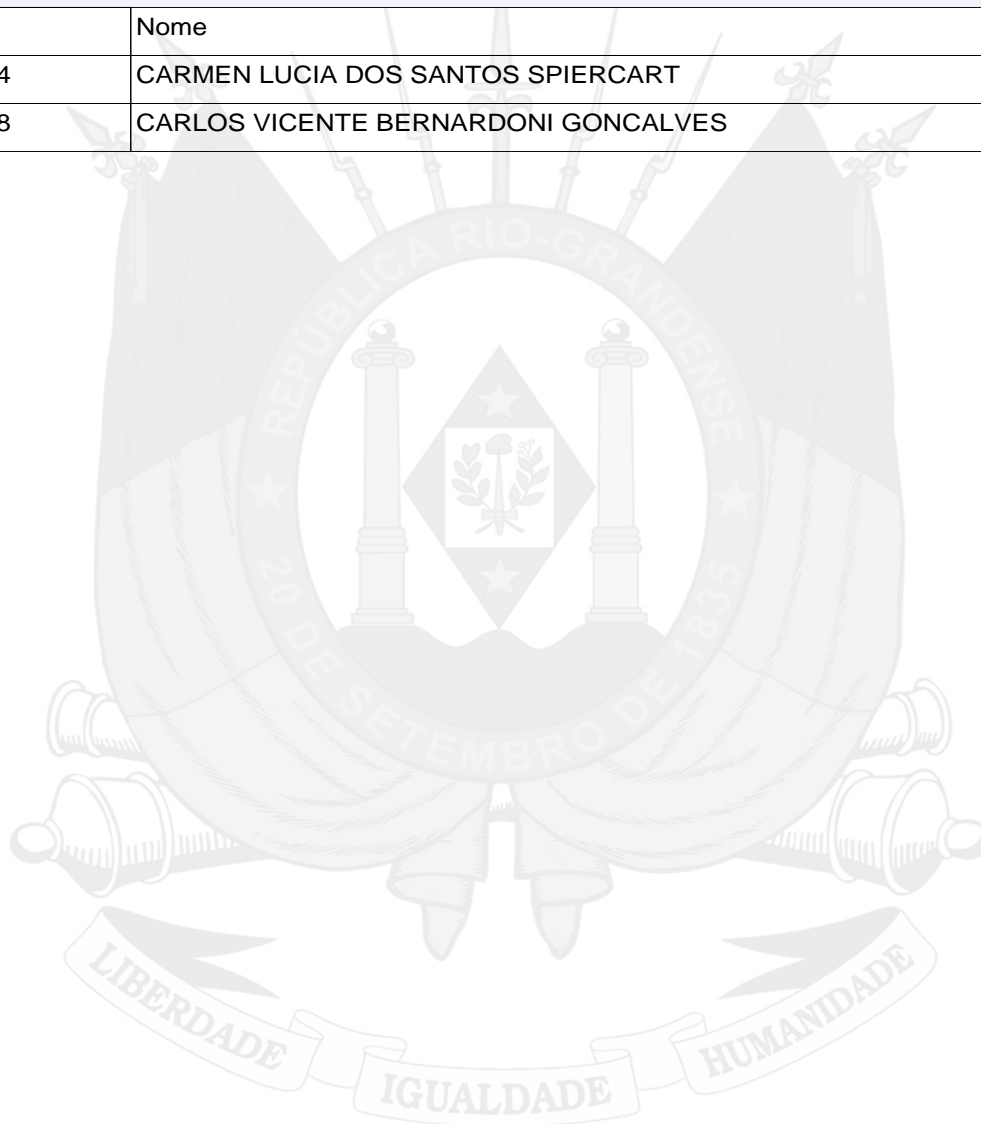 Nome
4 CARMEN LUCIA DOS SANTOS SPIERCART
8 CARLOS VICENTE BERNARDONI GONCALVES
REPÚBLICA RIO-GRANDENSE
20 DE SETEMBRO DE 1835
LIBERDADE IGUALDADE HUMANIDADE